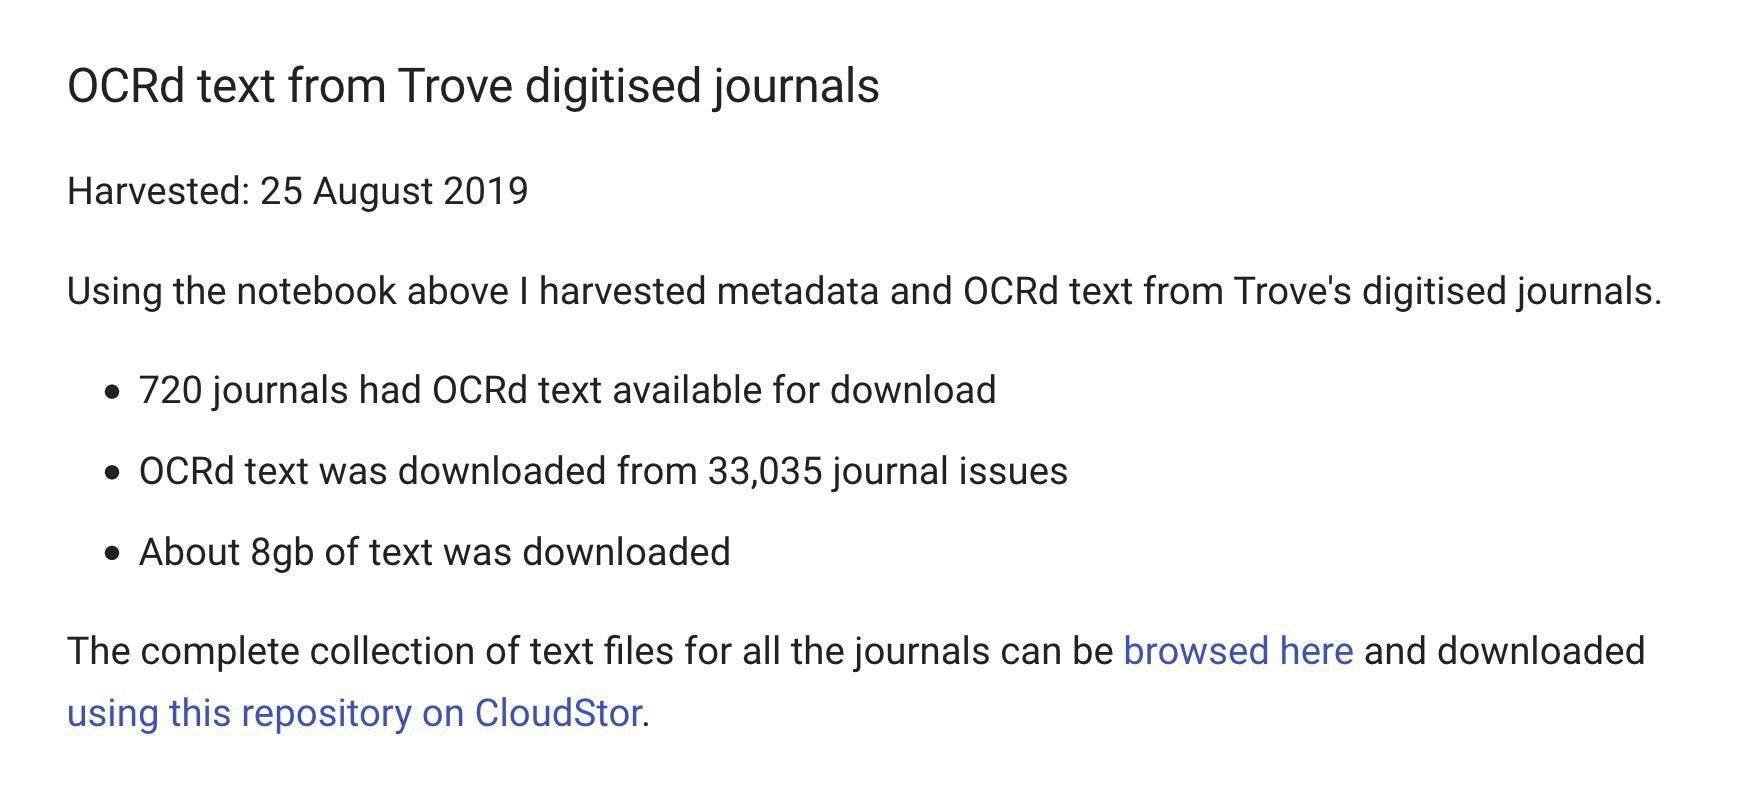 OCRd text from Trove digitised journals
Harvested: 25 August 2019
Using the notebook above I harvested metadata and OCRd text from Trove's digitised journals.
• 720 journals had OCRd text available for download
• OCRd text was downloaded from 33,035 journal issues
• About 8gb of text was downloaded
The complete collection of text files for all the journals can be browsed here and downloaded
using this repository on CloudStor.